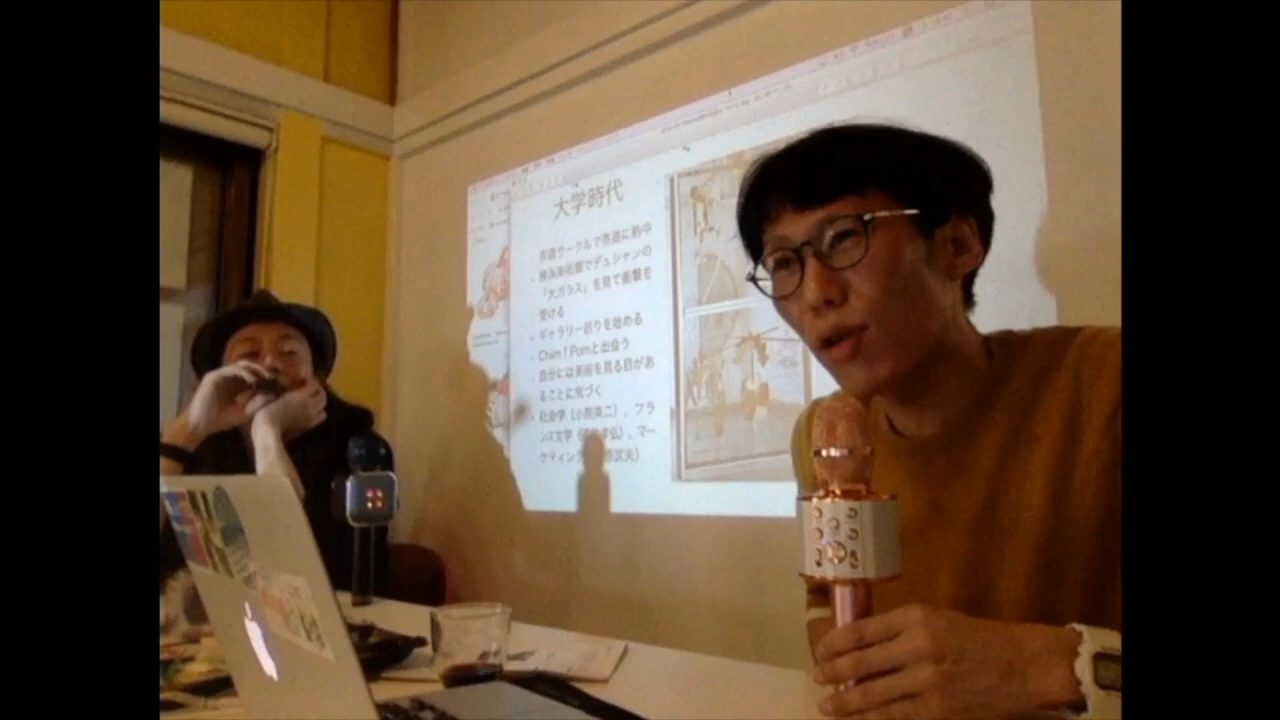 大学時代
茶道サークルで茶道に熱中
横浜美術館でデュシャンの
「大ガラス」を見て衝撃を
受ける
ギャラリー巡りを始める
Chim↑Pomと出会う
自分には美術を見る目があ
ることに気づく
社会学（小熊英二）、フラ
ンス文学
、マー
ケティング